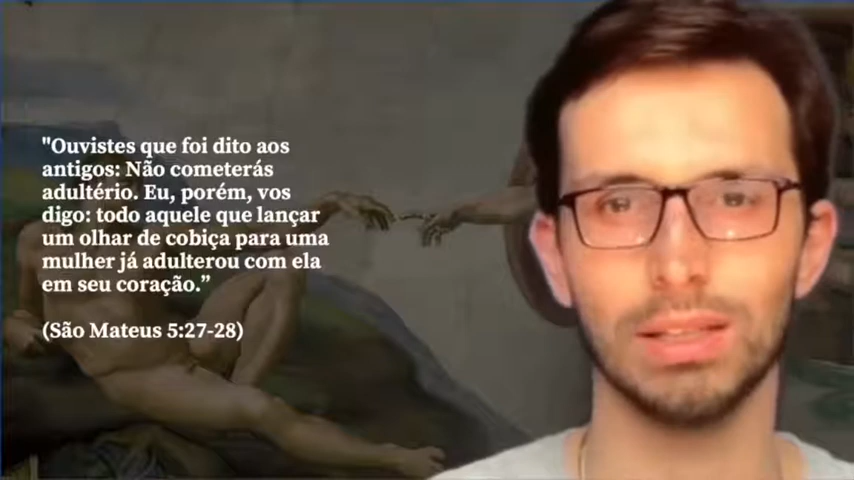 "Ouvistes que foi dito aos
antigos: Não cometerás
adultério. Eu, porém, vos
digo: todo aquele que lançar
um olhar de cobiça para uma
mulher já adulterou com ela
em seu coração.”
(São Mateus 5:27-28)